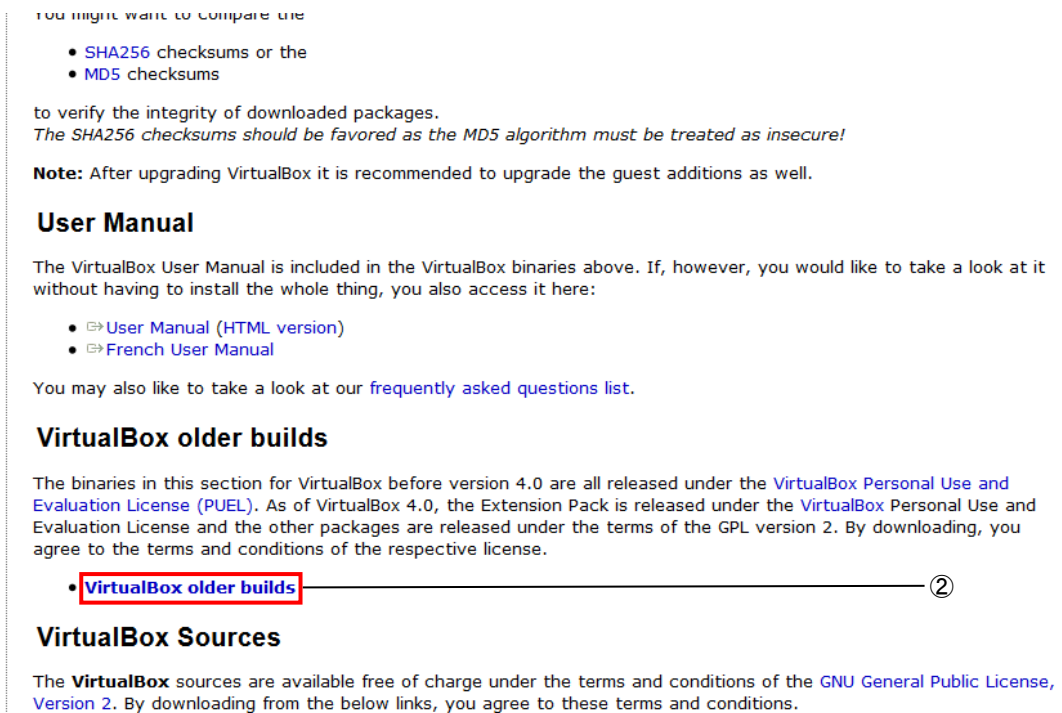 You might want to compare the
• SHA256 checksums or the
• MD5 checksums
to verify the integrity of downloaded packages.
The SHA256 checksums should be favored as the MD5 algorithm must be treated as insecure!
Note: After upgrading VirtualBox it is recommended to upgrade the guest additions as well.
User Manual
The VirtualBox User Manual is included in the VirtualBox binaries above. If, however, you would like to take a look at it
without having to install the whole thing, you also access it here:
• User Manual (HTML version)
• French User Manual
You may also like to take a look at our frequently asked questions list.
VirtualBox older builds
The binaries in this section for VirtualBox before version 4.0 are all released under the VirtualBox Personal Use and
Evaluation License (PUEL). As of VirtualBox 4.0, the Extension Pack is released under the VirtualBox Personal Use and
Evaluation License and the other packages are released under the terms of the GPL version 2. By downloading, you
agree to the terms and conditions of the respective license.
• VirtualBox older builds ②
VirtualBox Sources
The VirtualBox sources are available free of charge under the terms and conditions of the GNU General Public License,
Version 2. By downloading from the below links, you agree to these terms and conditions.